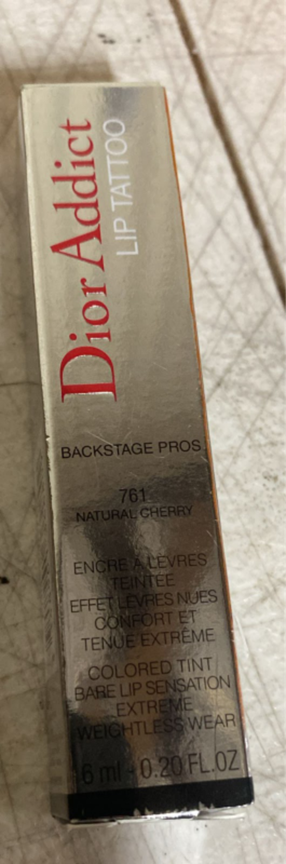 Dior Addict
LIP TATTOO
BACKSTAGE PROS
761
NATURAL CHERRY
ENCRE À LÈVRES
TEINTÉE
EFFET LÈVRES NUES
CONFORT ET
TENUE EXTRÊME
COLORED TINT
BARE LIP SENSATION
EXTREME
WEIGHTLESS WEAR
6 ml - 0.20 FL.OZ